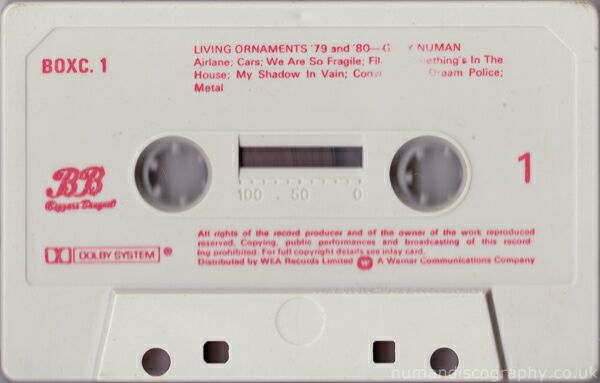 LIVING ORNAMENTS '79 and '80—G Y NUMAN
BOXC. 1
Airlane; Cars; We Are So Fragile; Fil ething's In The
House; My Shadow In Vain; Conv Dream Police;
Metal
1
BB
Beggars Banquet
100 . 50 0
All rights of the record producer and of the owner of the work reproduced
reserved. Copying, public performances and broadcasting of this record-
ing prohibited. For full copyright details see inlay card.
DOLBY SYSTEM ®
Distributed by WEA Records Limited W A Warner Communications Company
numandiscography.co.uk